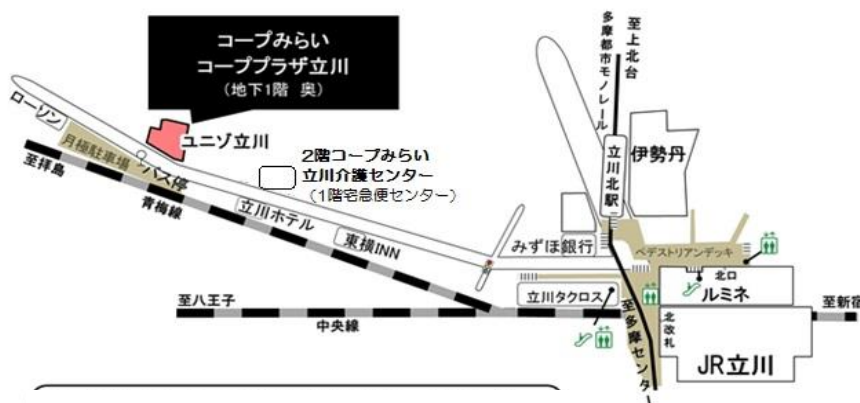 コープみらい
コーププラザ立川
(地下1階 奥)
ローソン
月極駐車場
バス停
ユニゾ立川
2階コープみらい
立川介護センター
(1階宅急便センター)
至拝島
青梅線
立川ホテル
東横INN
至八王子
中央線
みずほ銀行
立川タクロス
多摩都市モノレール
至上北台
立川北駅
伊勢丹
ペデストリアンデッキ
北口
ルミネ
至新宿
北改札
JR立川
至多摩センター